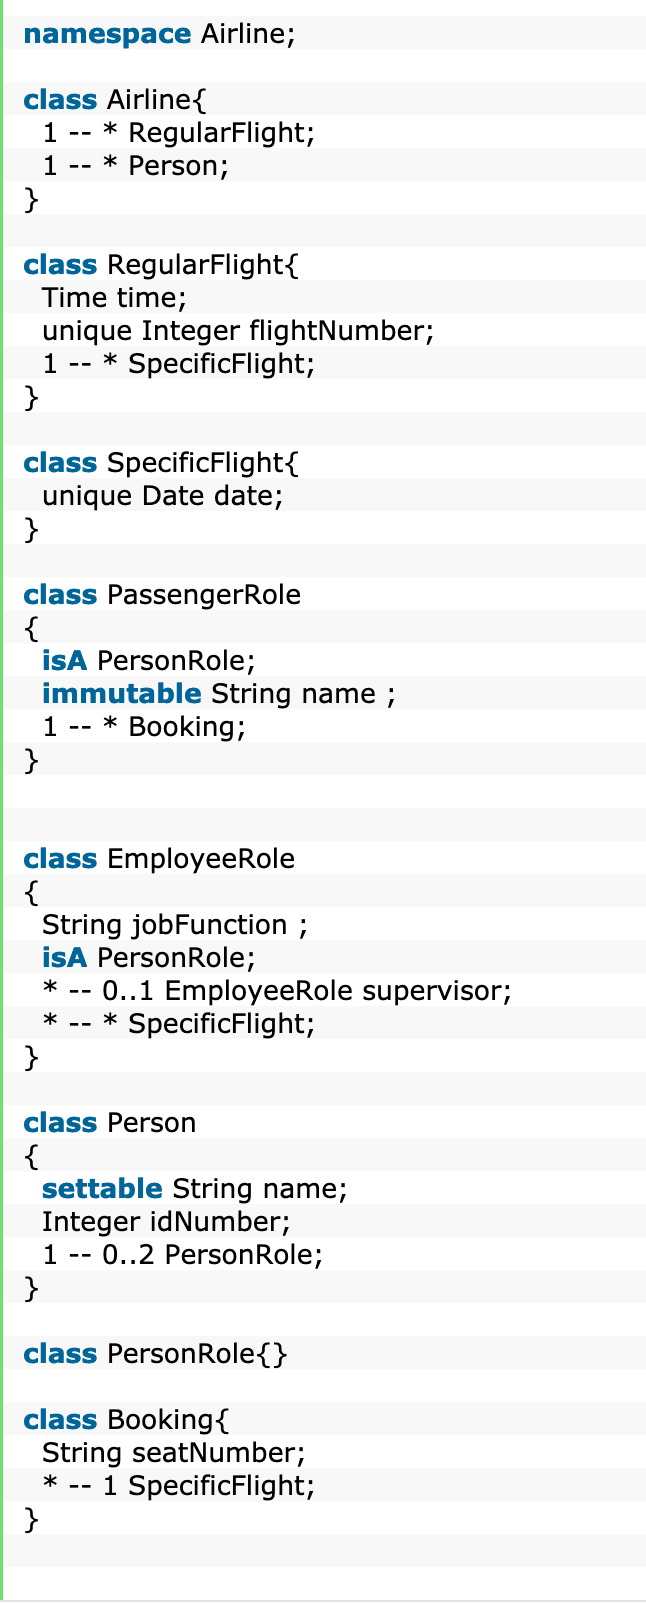 namespace Airline;
class Airline{
1 -- * RegularFlight;
1 -- * Person;
}
class RegularFlight{
Time time;
unique Integer flightNumber;
1 -- * SpecificFlight;
}
class SpecificFlight{
unique Date date;
}
class PassengerRole
{
isA PersonRole;
immutable String name ;
1 -- * Booking;
}
class EmployeeRole
{
String jobFunction ;
isA PersonRole;
* -- 0..1 EmployeeRole supervisor;
* -- * SpecificFlight;
}
class Person
{
settable String name;
Integer idNumber;
1 -- 0..2 PersonRole;
}
class PersonRole{}
class Booking{
String seatNumber;
* -- 1 SpecificFlight;
}